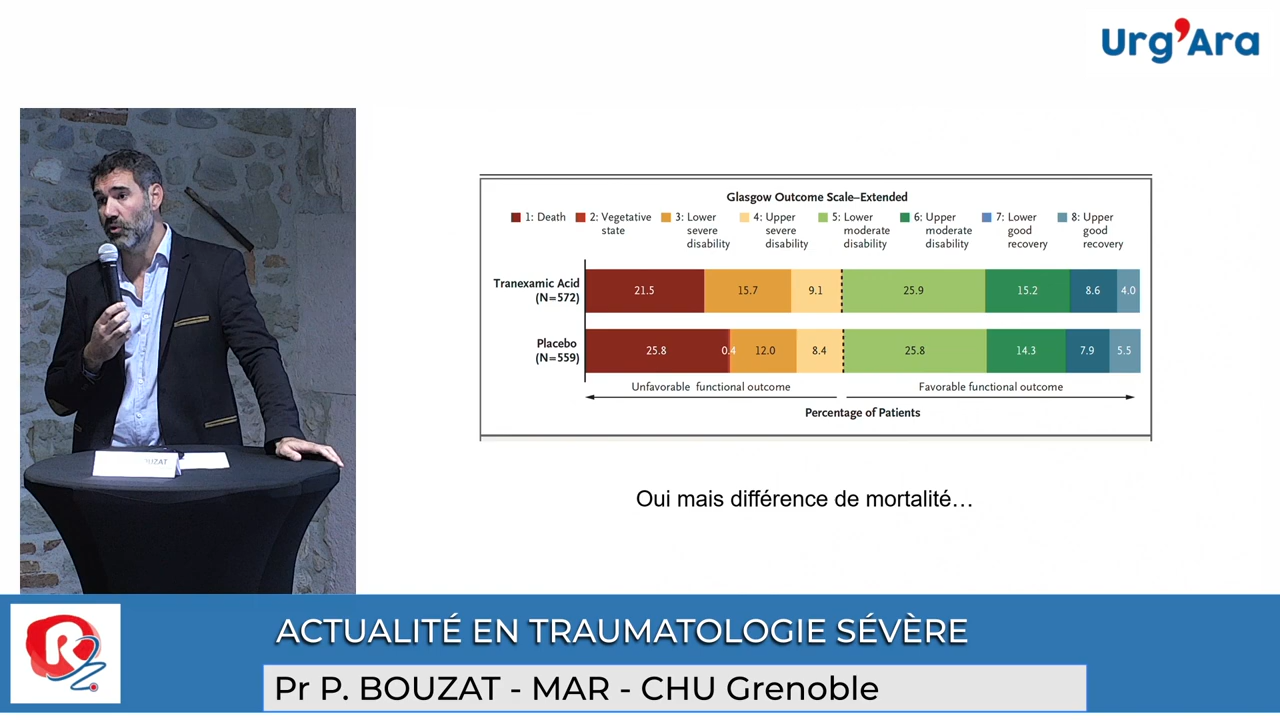 Urg'Ara
Glasgow Outcome Scale–Extended
1: Death
2: Vegetative
state
3: Lower
severe
disability
4: Upper
severe
disability
5: Lower
moderate
disability
6: Upper
moderate
disability
7: Lower
good
recovery
8: Upper
good
recovery
Tranexamic Acid
(N=572)
21.5 15.7 9.1 25.9 15.2 8.6 4.0
Placebo
(N=559)
25.8 0.4 12.0 8.4 25.8 14.3 7.9 5.5
Unfavorable functional outcome
Favorable functional outcome
Percentage of Patients
Oui mais différence de mortalité…
BOUZAT
R
ACTUALITÉ EN TRAUMATOLOGIE SÉVÈRE
Pr P. BOUZAT - MAR - CHU Grenoble